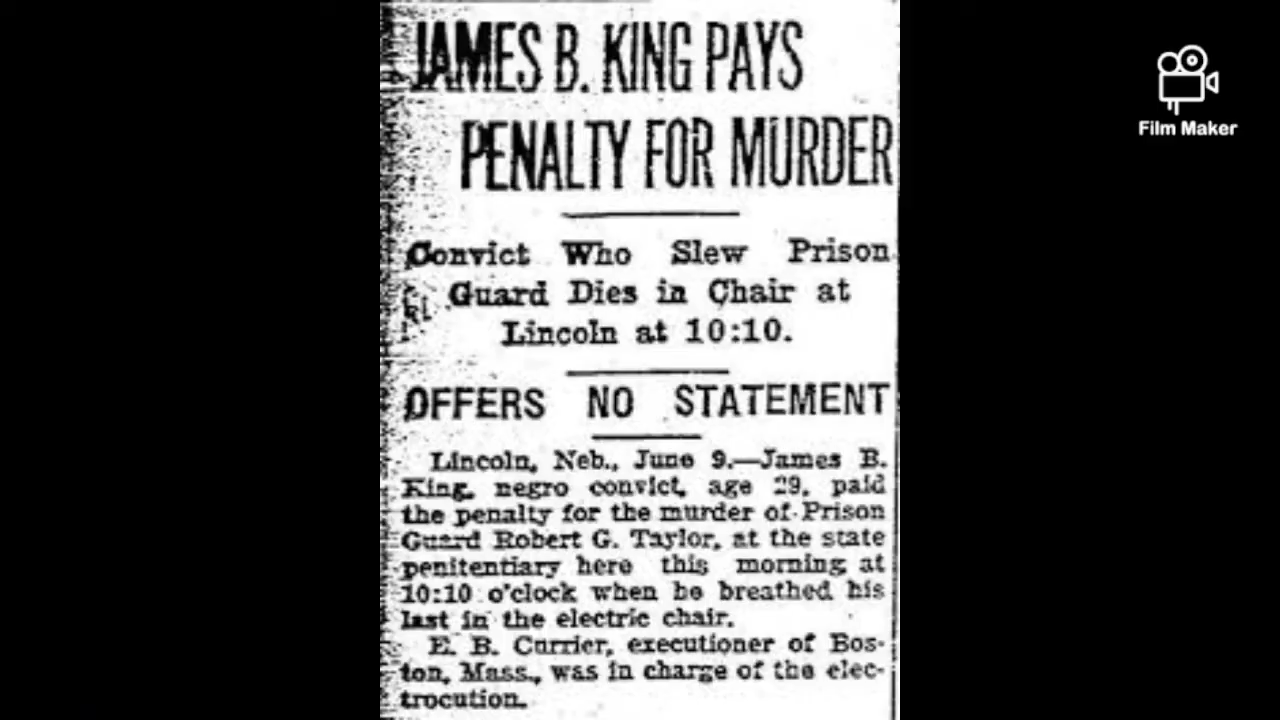 JAMES B. KING PAYS
PENALTY FOR MURDER
Convict Who Slew Prison
Guard Dies in Chair at
Lincoln at 10:10.
OFFERS NO STATEMENT
Lincoln, Neb., June 9.—James B.
King, negro convict, age 29, paid
the penalty for the murder of Prison
Guard Robert G. Taylor, at the state
penitentiary here this morning at
10:10 o'clock when he breathed his
last in the electric chair.
E. B. Currier, executioner of Bos-
ton, Mass., was in charge of the elec-
trocution.
Film Maker